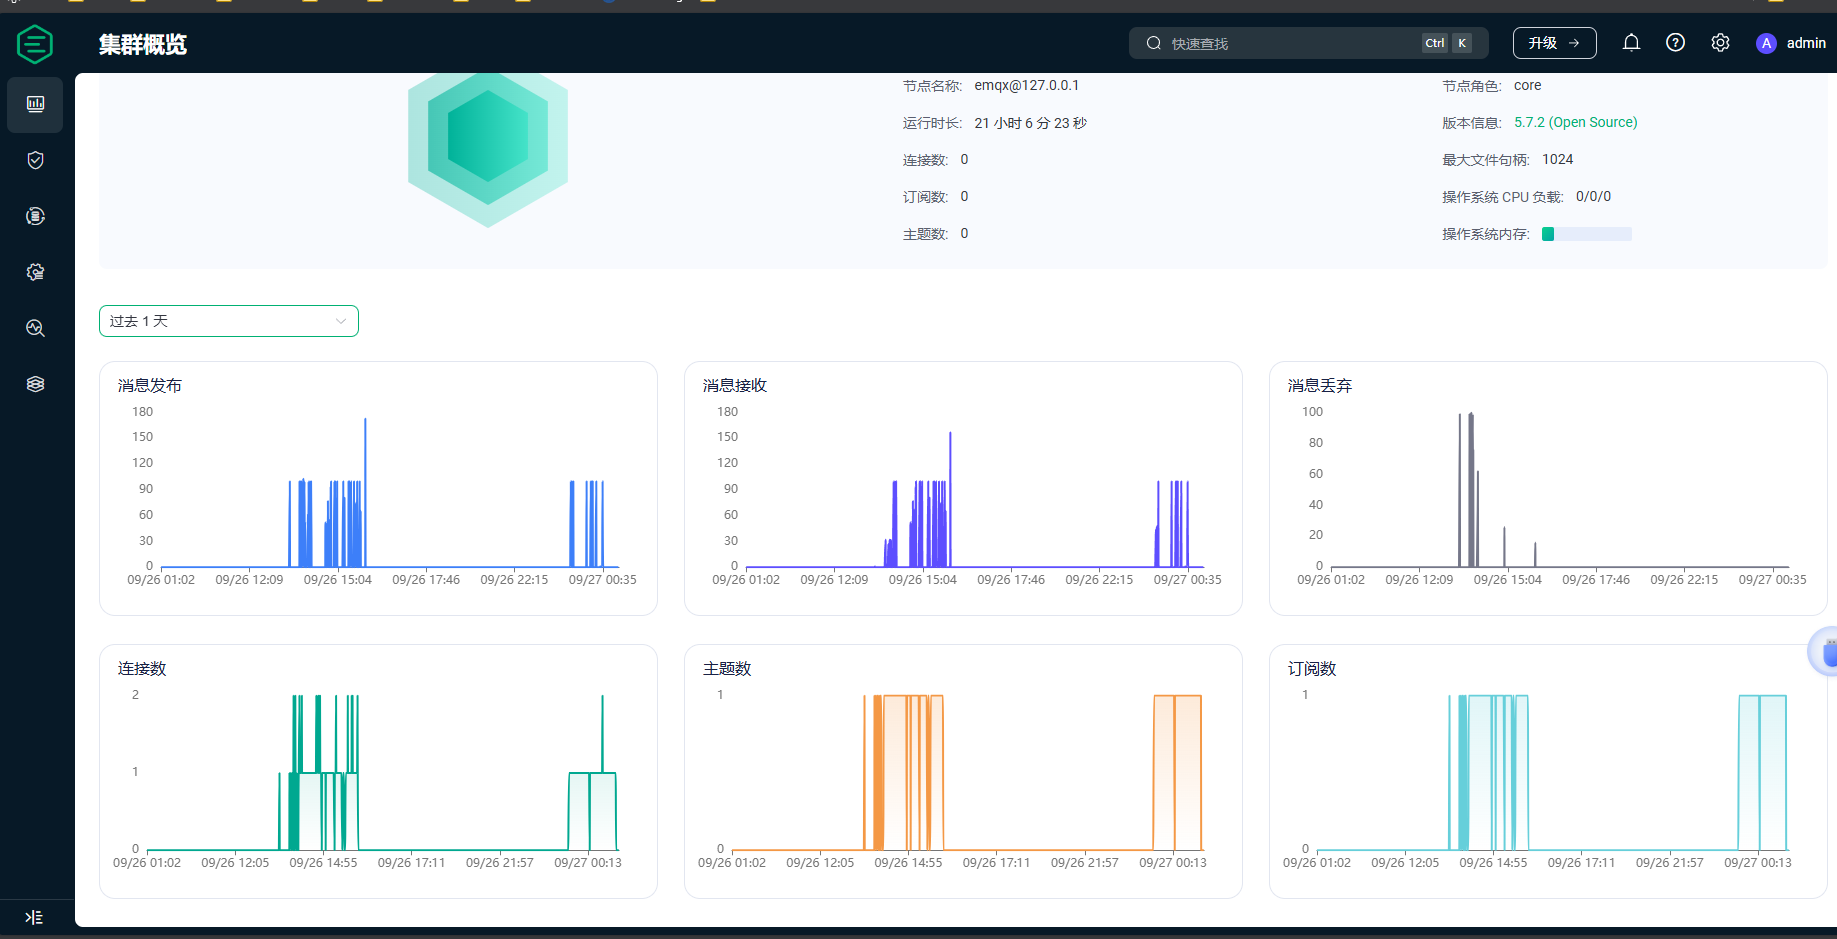 集群概览
快速查找
Ctrl K
升级 →
A admin
节点名称: emqx@127.0.0.1
节点角色: core
运行时长: 21 小时 6 分 23 秒
版本信息: 5.7.2 (Open Source)
连接数: 0
最大文件句柄: 1024
订阅数: 0
操作系统 CPU 负载: 0/0/0
主题数: 0
操作系统内存:
过去 1 天
消息发布
180
150
120
90
60
30
0
09/26 01:02 09/26 12:09 09/26 15:04 09/26 17:46 09/26 22:15 09/27 00:35
消息接收
180
150
120
90
60
30
0
09/26 01:02 09/26 12:09 09/26 15:04 09/26 17:46 09/26 22:15 09/27 00:35
消息丢弃
100
80
60
40
20
0
09/26 01:02 09/26 12:09 09/26 15:04 09/26 17:46 09/26 22:15 09/27 00:35
连接数
2
1
0
09/26 01:02 09/26 12:05 09/26 14:55 09/26 17:11 09/26 21:57 09/27 00:13
主题数
1
0
09/26 01:02 09/26 12:05 09/26 14:55 09/26 17:11 09/26 21:57 09/27 00:13
订阅数
1
0
09/26 01:02 09/26 12:05 09/26 14:55 09/26 17:11 09/26 21:57 09/27 00:13